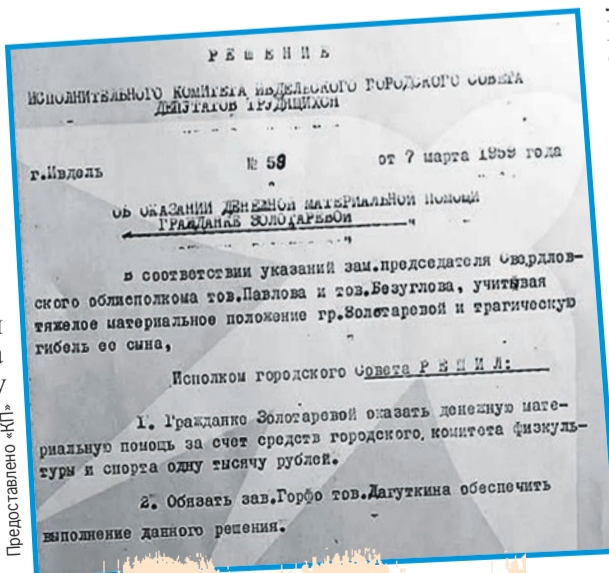 РЕШЕНИЕ
ИСПОЛНИТЕЛЬНОГО КОМИТЕТА ИВДЕЛЬСКОГО ГОРОДСКОГО СОВЕТА
ДЕПУТАТОВ ТРУДЯЩИХСЯ
г.Ивдель № 59 от 7 марта 1959 года
ОБ ОКАЗАНИИ ДЕНЕЖНОЙ МАТЕРИАЛЬНОЙ ПОМОЩИ
ГРАЖДАНКЕ ЗОЛОТАРЕВОЙ
В соответствии указаний зам.председателя Свердлов-
ского облисполкома тов.Павлова и тов.Безуглова, учитывая
тяжелое материальное положение гр.Золотаревой и трагическую
гибель ее сына,
Исполком городского Совета Р Е Ш И Л:
1. Гражданке Золотаревой оказать денежную мате-
риальную помощь за счет средств городского комитета физкуль-
туры и спорта одну тысячу рублей.
2. Обязать зав.Горфо тов.Дагуткина обеспечить
выполнение данного решения.
Предоставлено «КП»